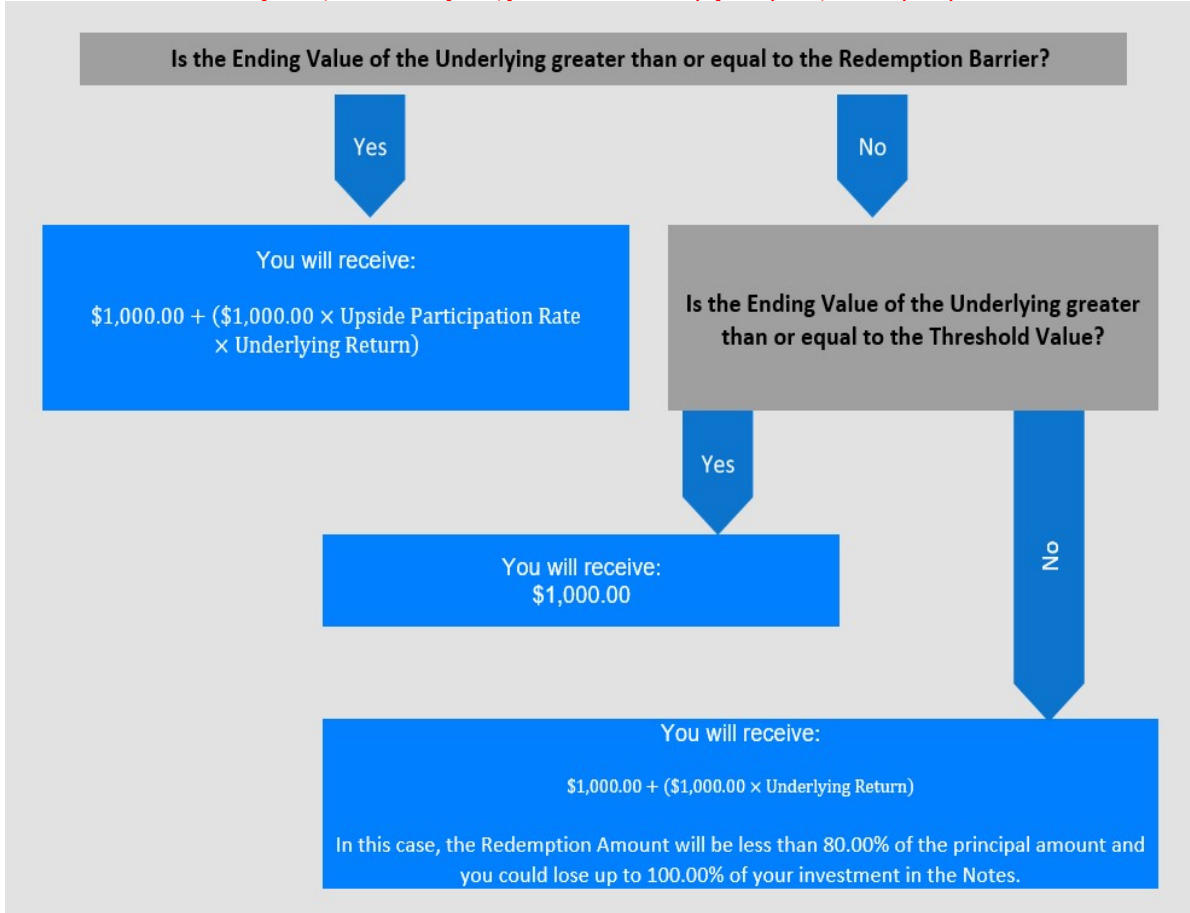 Is the Ending Value of the Underlying greater than or equal to the Redemption Barrier?
Yes
No
You will receive:
$1,000.00 + ($1,000.00 × Upside Participation Rate
× Underlying Return)
Is the Ending Value of the Underlying greater
than or equal to the Threshold Value?
Yes
No
You will receive:
$1,000.00
You will receive:
$1,000.00 + ($1,000.00 × Underlying Return)
In this case, the Redemption Amount will be less than 80.00% of the principal amount and
you could lose up to 100.00% of your investment in the Notes.